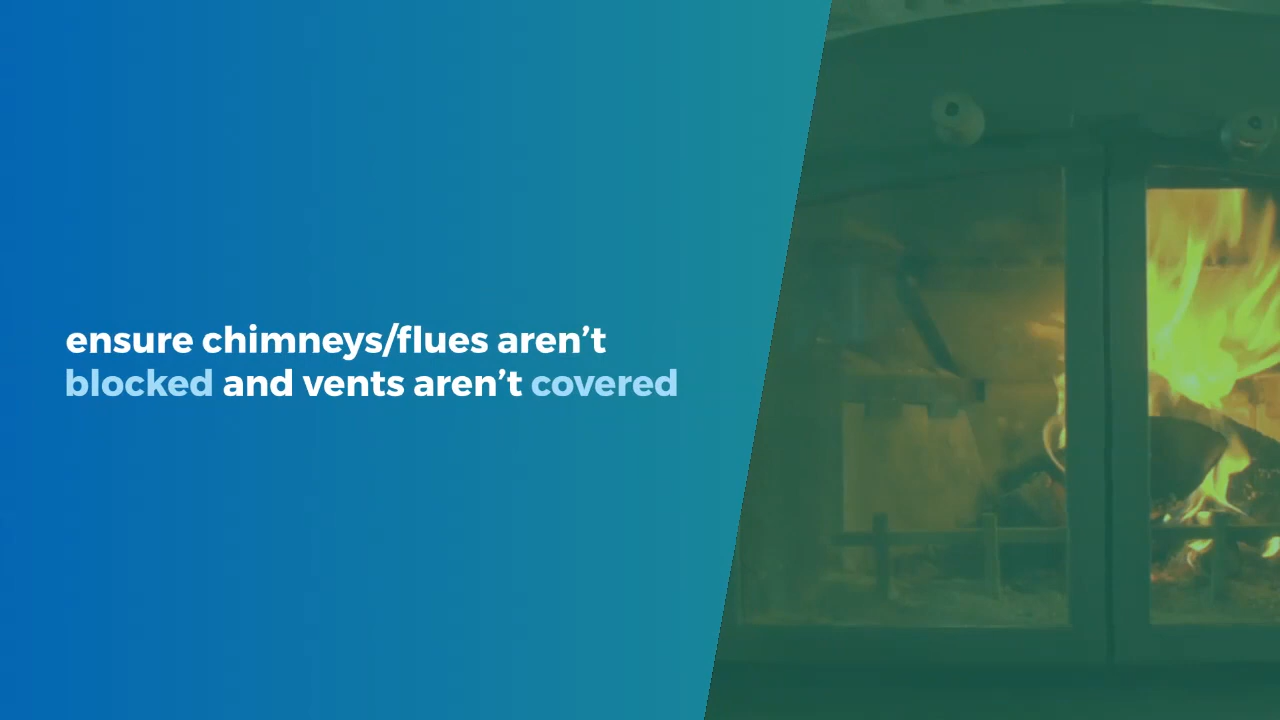 ensure chimneys/flues aren’t
blocked and vents aren’t covered